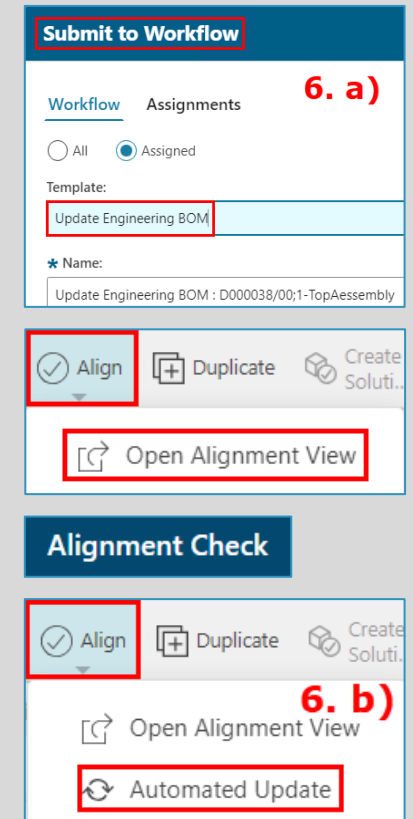 Submit to Workflow
6. a)
Workflow Assignments
All Assigned
Template:
Update Engineering BOM
* Name:
Update Engineering BOM : D000038/00;1-TopAessembly
Align Duplicate Create
Soluti..
Open Alignment View
Alignment Check
Align Duplicate Create
Soluti.
6. b)
Open Alignment View
Automated Update